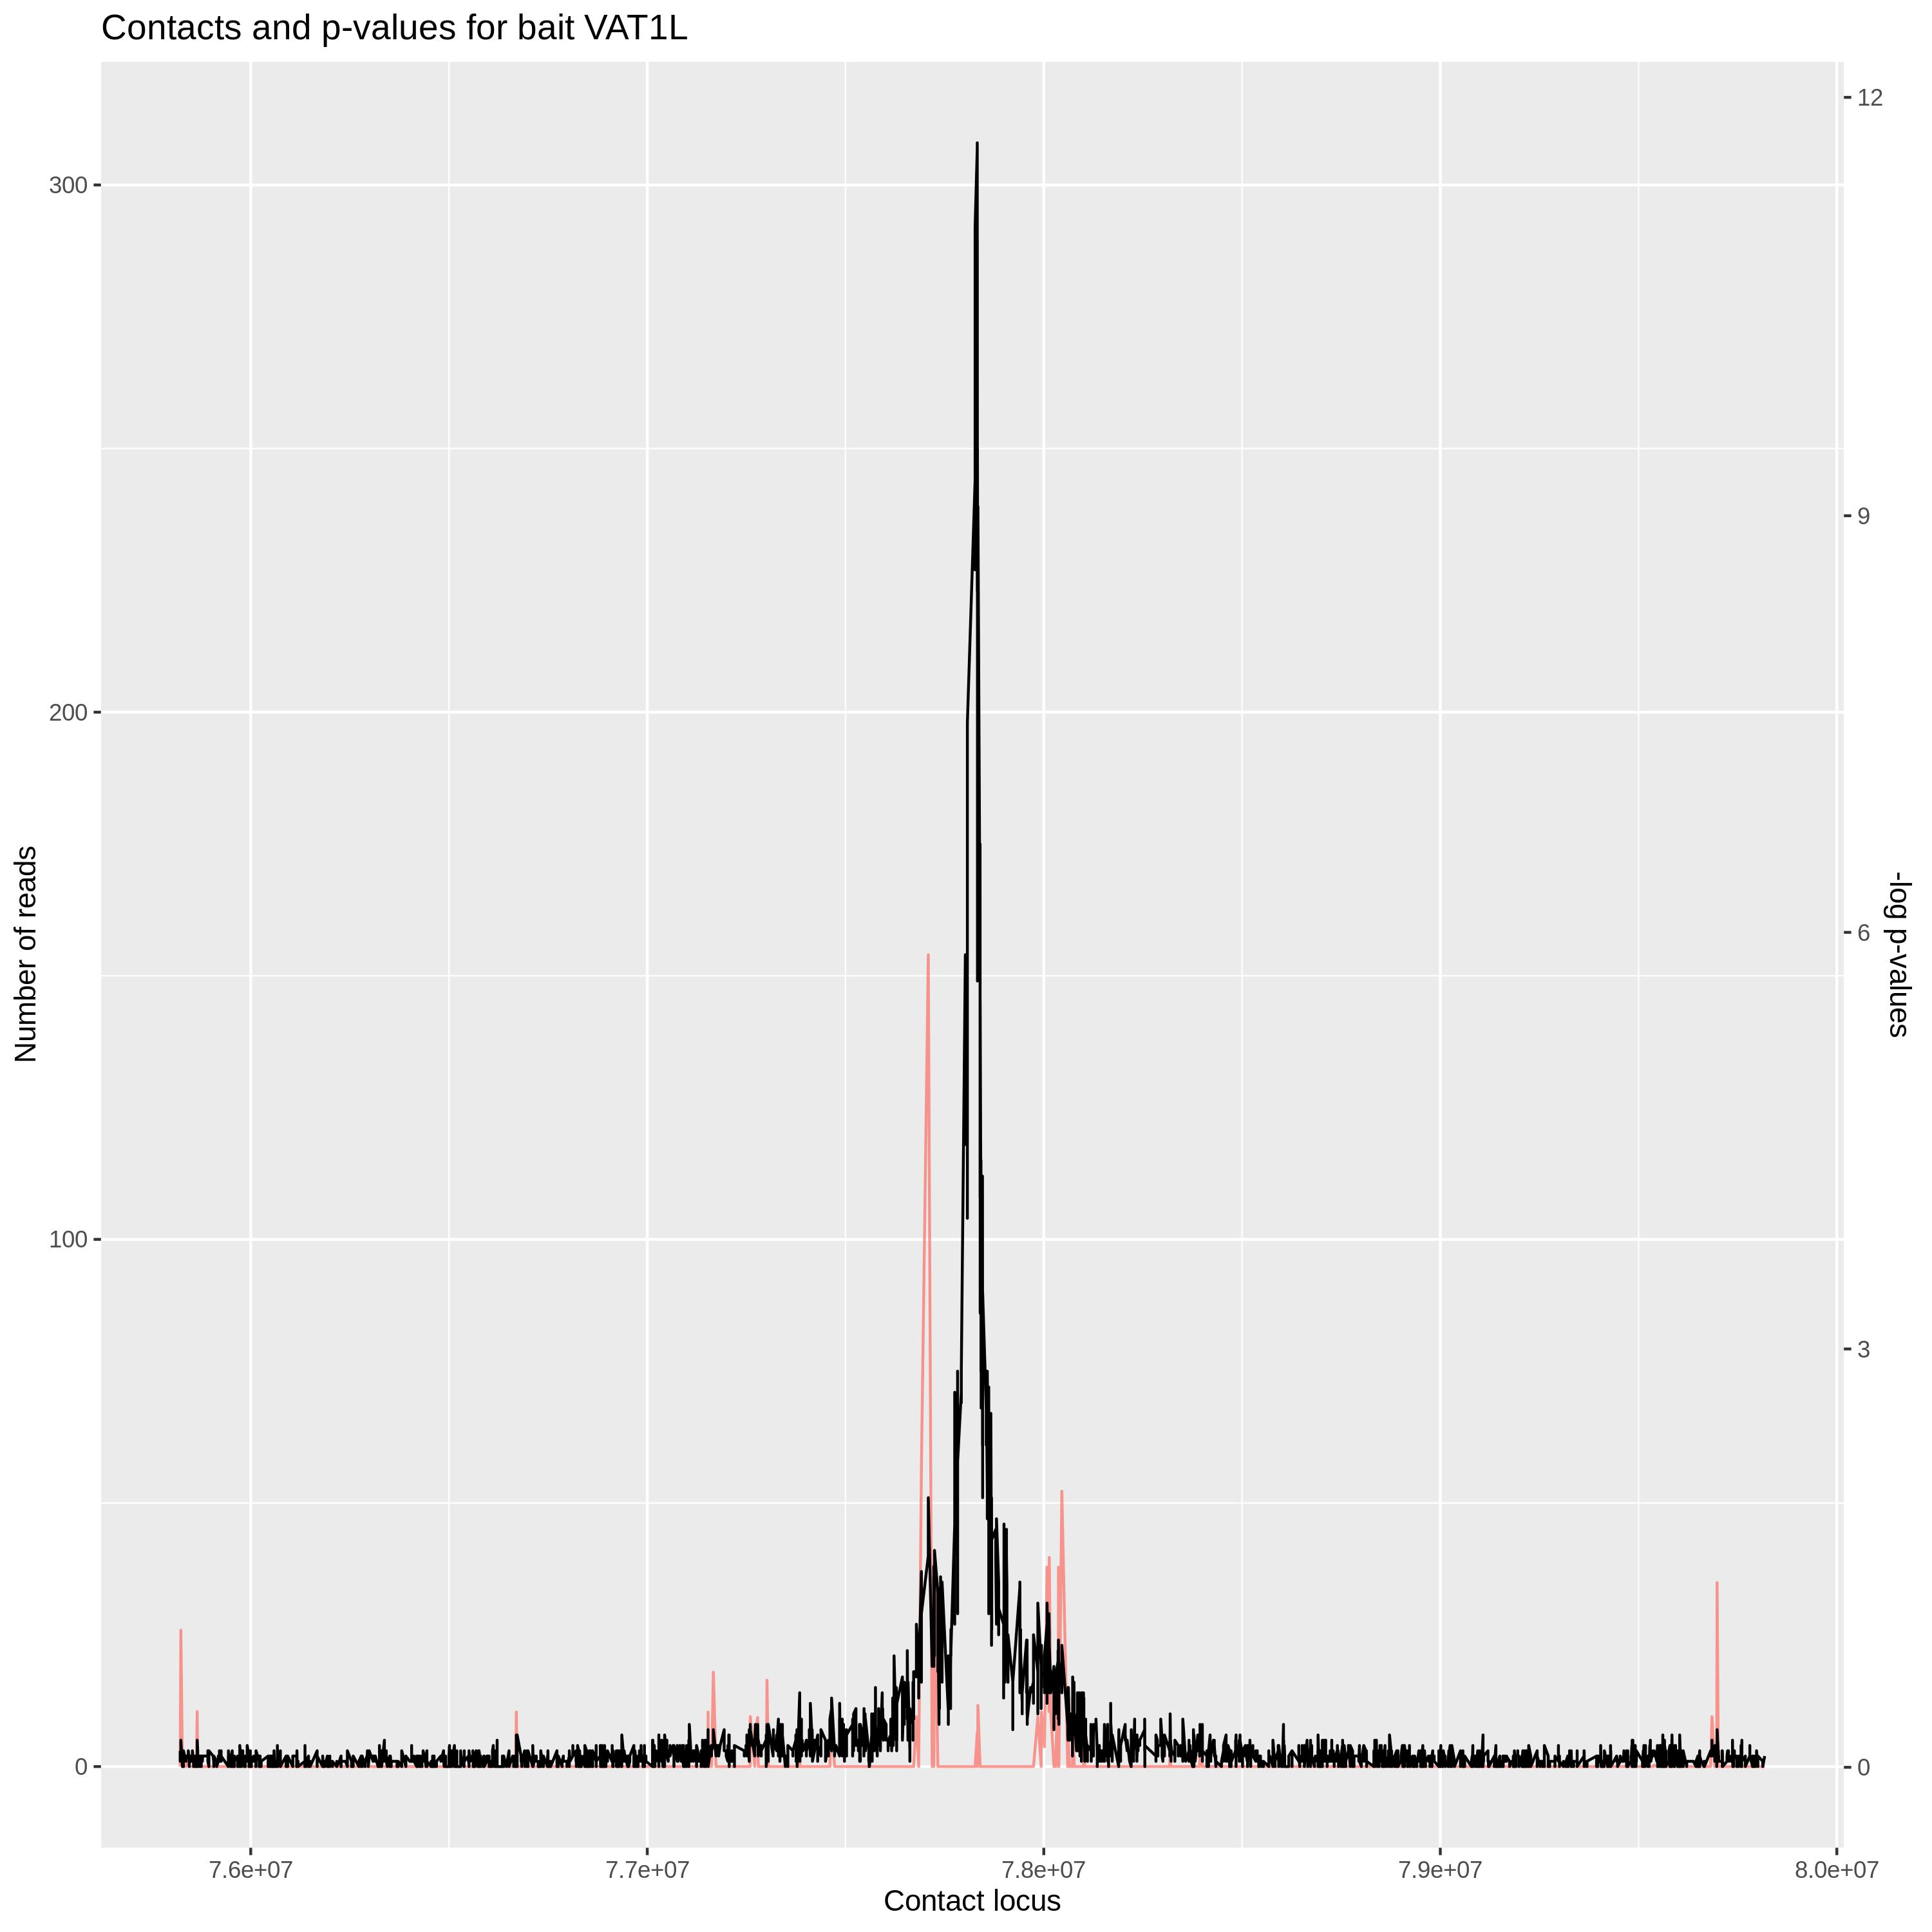 Contacts and p-values for bait VAT1L
Number of reads
300
200
100
0
12
9
6
3
0
-log p-values
7.6e+07
7.7e+07
7.8e+07
7.9e+07
8.0e+07
Contact locus